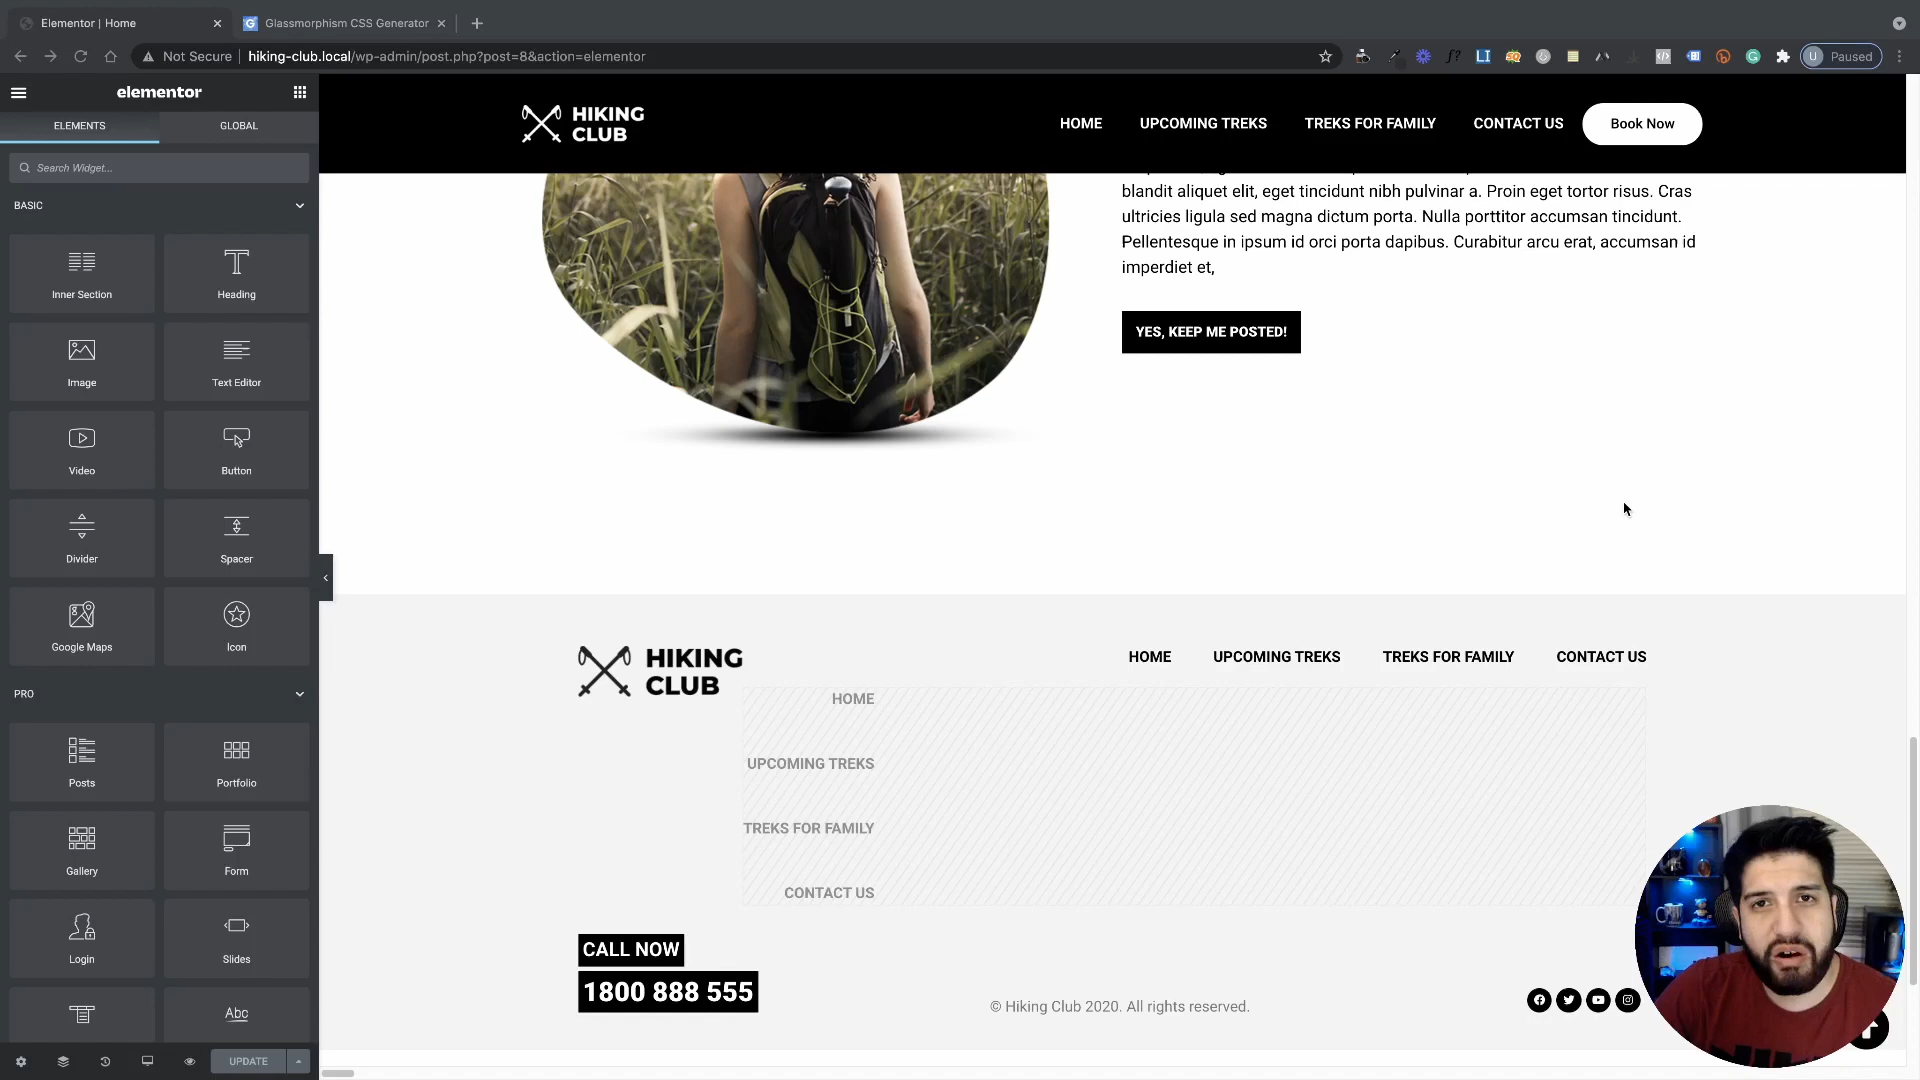 Elementor | Home
Glassmorphism CSS Generator
Not Secure
hiking-club.local/wp-admin/post.php?post=8&action=elementor
Paused
elementor
ELEMENTS
GLOBAL
Search Widget...
BASIC
Inner Section
Heading
Image
Text Editor
Video
Button
Divider
Spacer
Google Maps
Icon
PRO
Posts
Portfolio
Gallery
Form
Login
Slides
Abc
UPDATE
HIKING
CLUB
HOME
UPCOMING TREKS
TREKS FOR FAMILY
CONTACT US
Book Now
blandit aliquet elit, eget tincidunt nibh pulvinar a. Proin eget tortor risus. Cras
ultricies ligula sed magna dictum porta. Nulla porttitor accumsan tincidunt.
Pellentesque in ipsum id orci porta dapibus. Curabitur arcu erat, accumsan id
imperdiet et,
YES, KEEP ME POSTED!
HIKING
CLUB
HOME
UPCOMING TREKS
TREKS FOR FAMILY
CONTACT US
HOME
UPCOMING TREKS
TREKS FOR FAMILY
CONTACT US
CALL NOW
1800 888 555
© Hiking Club 2020. All rights reserved.